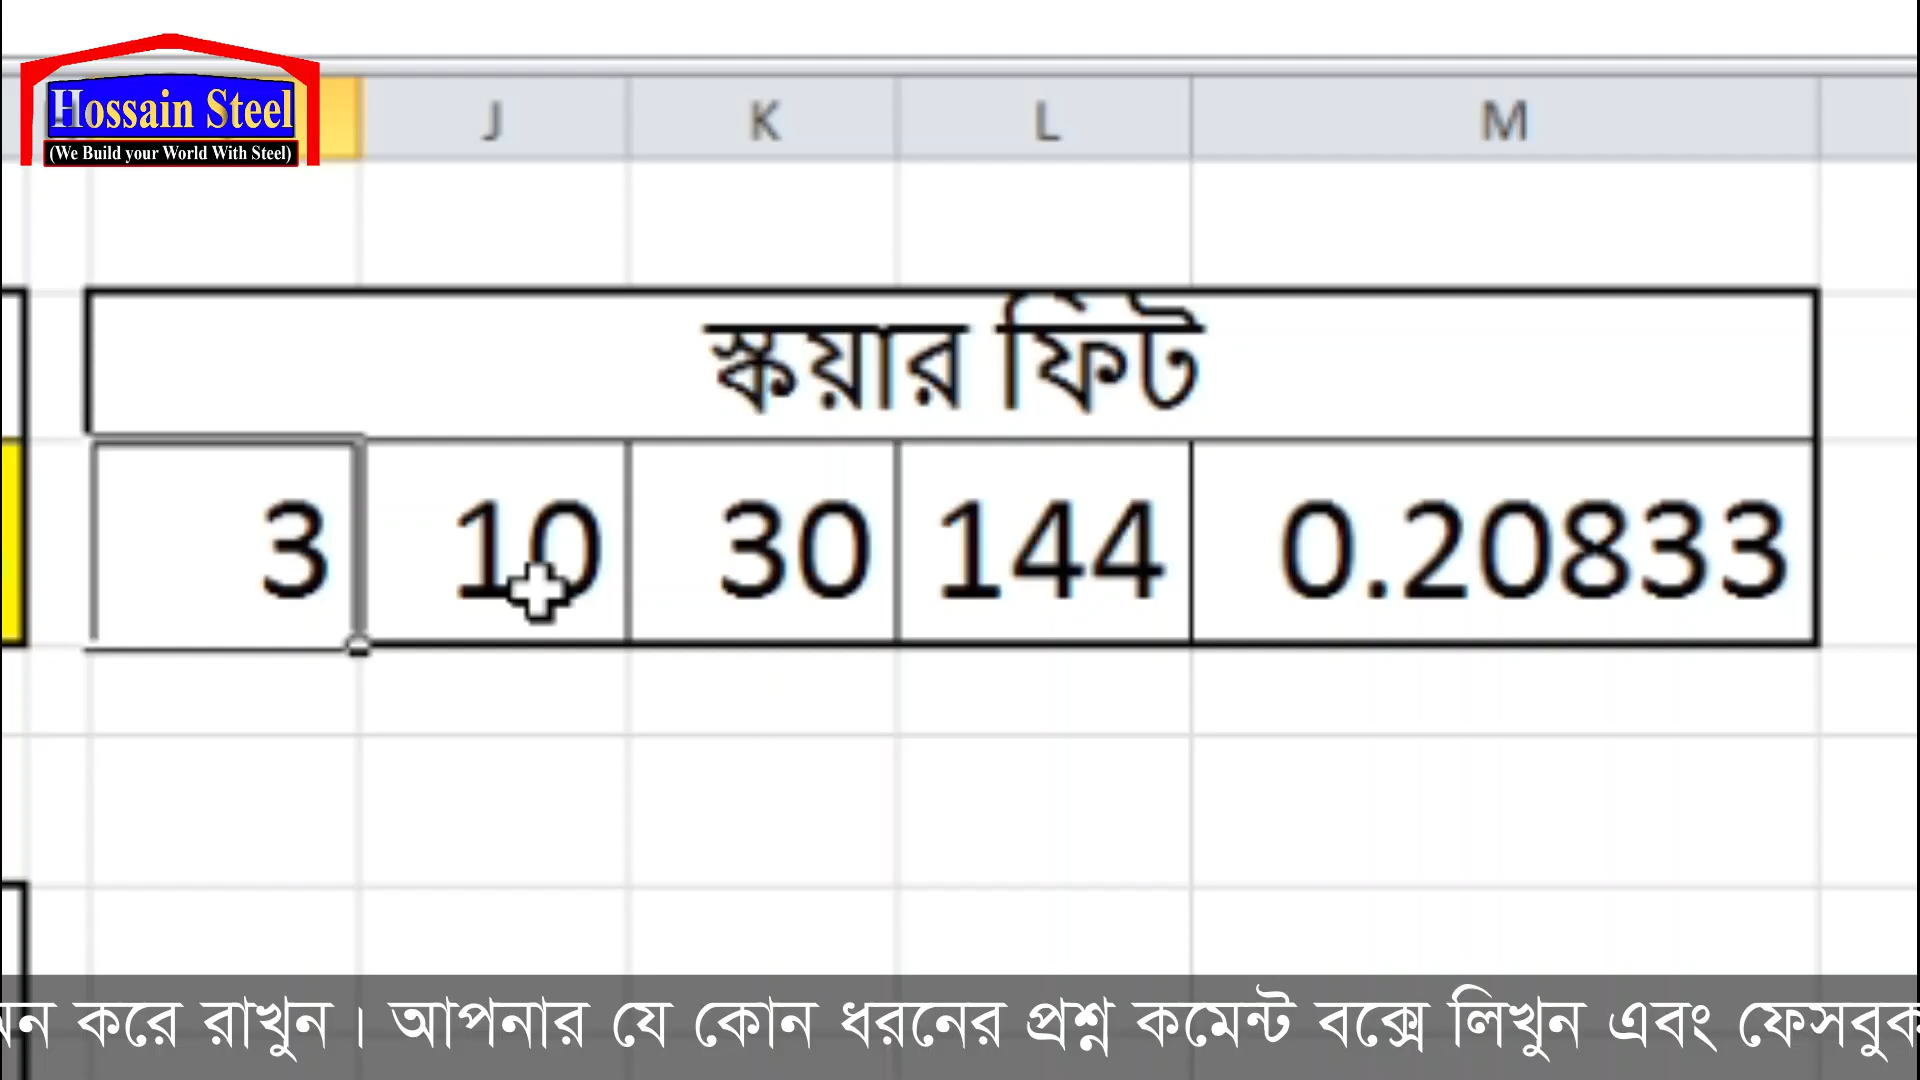 Hossain Steel
(We Build your World With Steel)
J K L M
স্কয়ার ফিট
3 10 30 144 0.20833
করে রাখুন। আপনার যে কোন ধরনের প্রশ্ন কমেন্ট বক্সে লিখুন এবং ফেসবুক